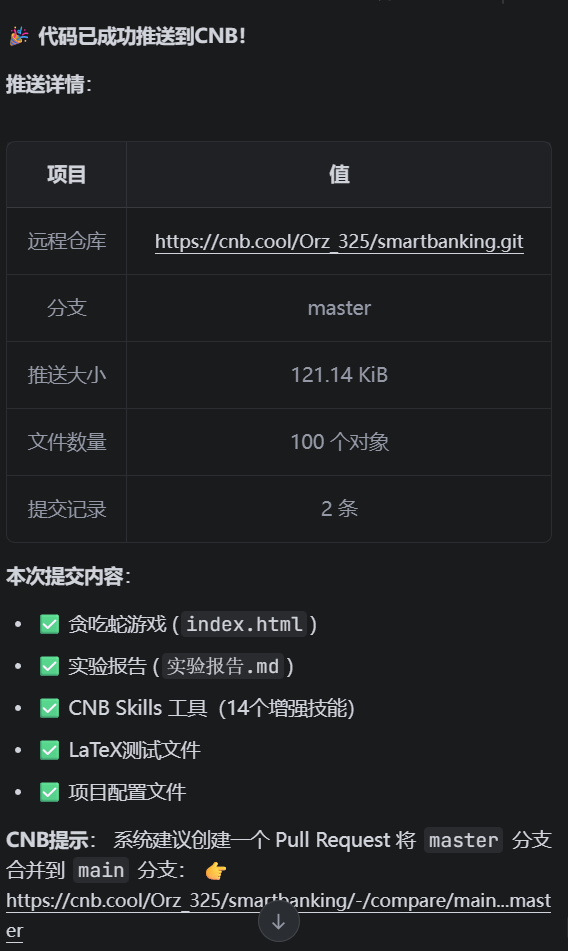 🎉 代码已成功推送到CNB！
推送详情：
项目 值
远程仓库 https://cnb.cool/Orz_325/smartbanking.git
分支 master
推送大小 121.14 KiB
文件数量 100 个对象
提交记录 2 条
本次提交内容：
• ✅ 贪吃蛇游戏 (index.html)
• ✅ 实验报告 (实验报告.md)
• ✅ CNB Skills 工具（14个增强技能）
• ✅ LaTeX测试文件
• ✅ 项目配置文件
CNB提示： 系统建议创建一个 Pull Request 将 master 分支
合并到 main 分支： 👉
https://cnb.cool/Orz_325/smartbanking/-/compare/main...mast
er